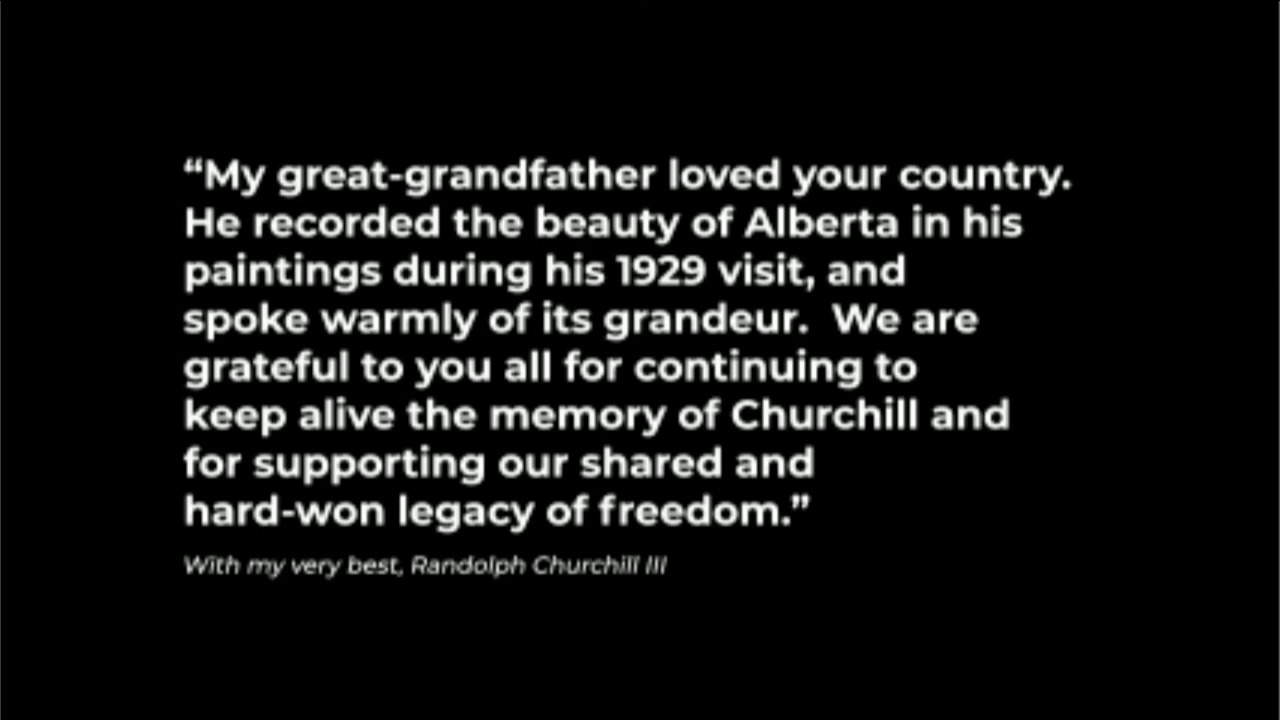 “My great-grandfather loved your country.
He recorded the beauty of Alberta in his
paintings during his 1929 visit, and
spoke warmly of its grandeur.  We are
grateful to you all for continuing to
keep alive the memory of Churchill and
for supporting our shared and
hard-won legacy of freedom.”
With my very best, Randolph Churchill III